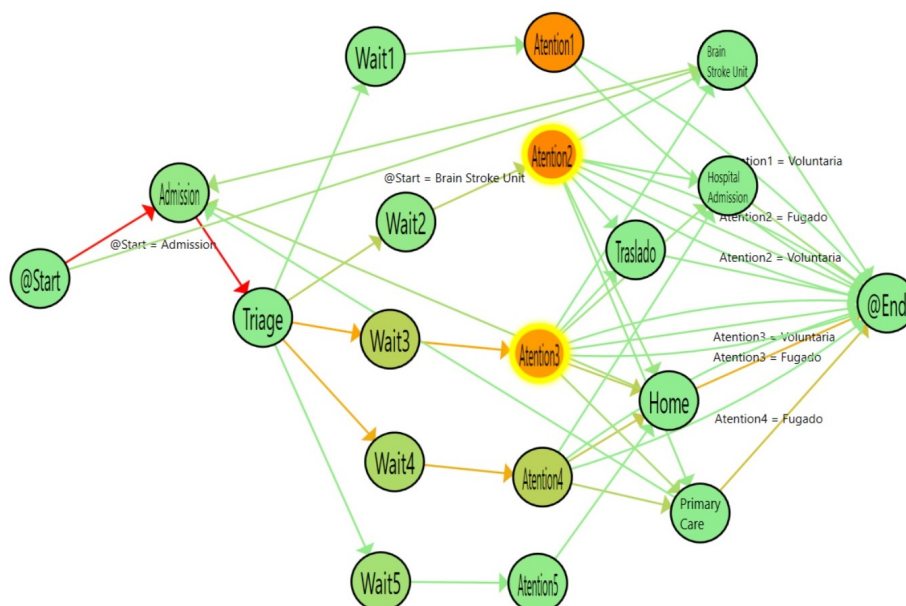 Wait1
Atention1
Brain
Stroke Unit
Atention2
ention1 = Voluntaria
@Start = Brain Stroke Unit
Hospital
Admission
Admission
Wait2
Atention2 = Fugado
@Start = Admission
Traslado
Atention2 = Voluntaria
@Start
@End
Triage
Wait3
Atention3
Atention3 = Voluntaria
Atention3 = Fugado
Home
Atention4 = Fugado
Wait4
Atention4
Primary
Care
Wait5
Atention5